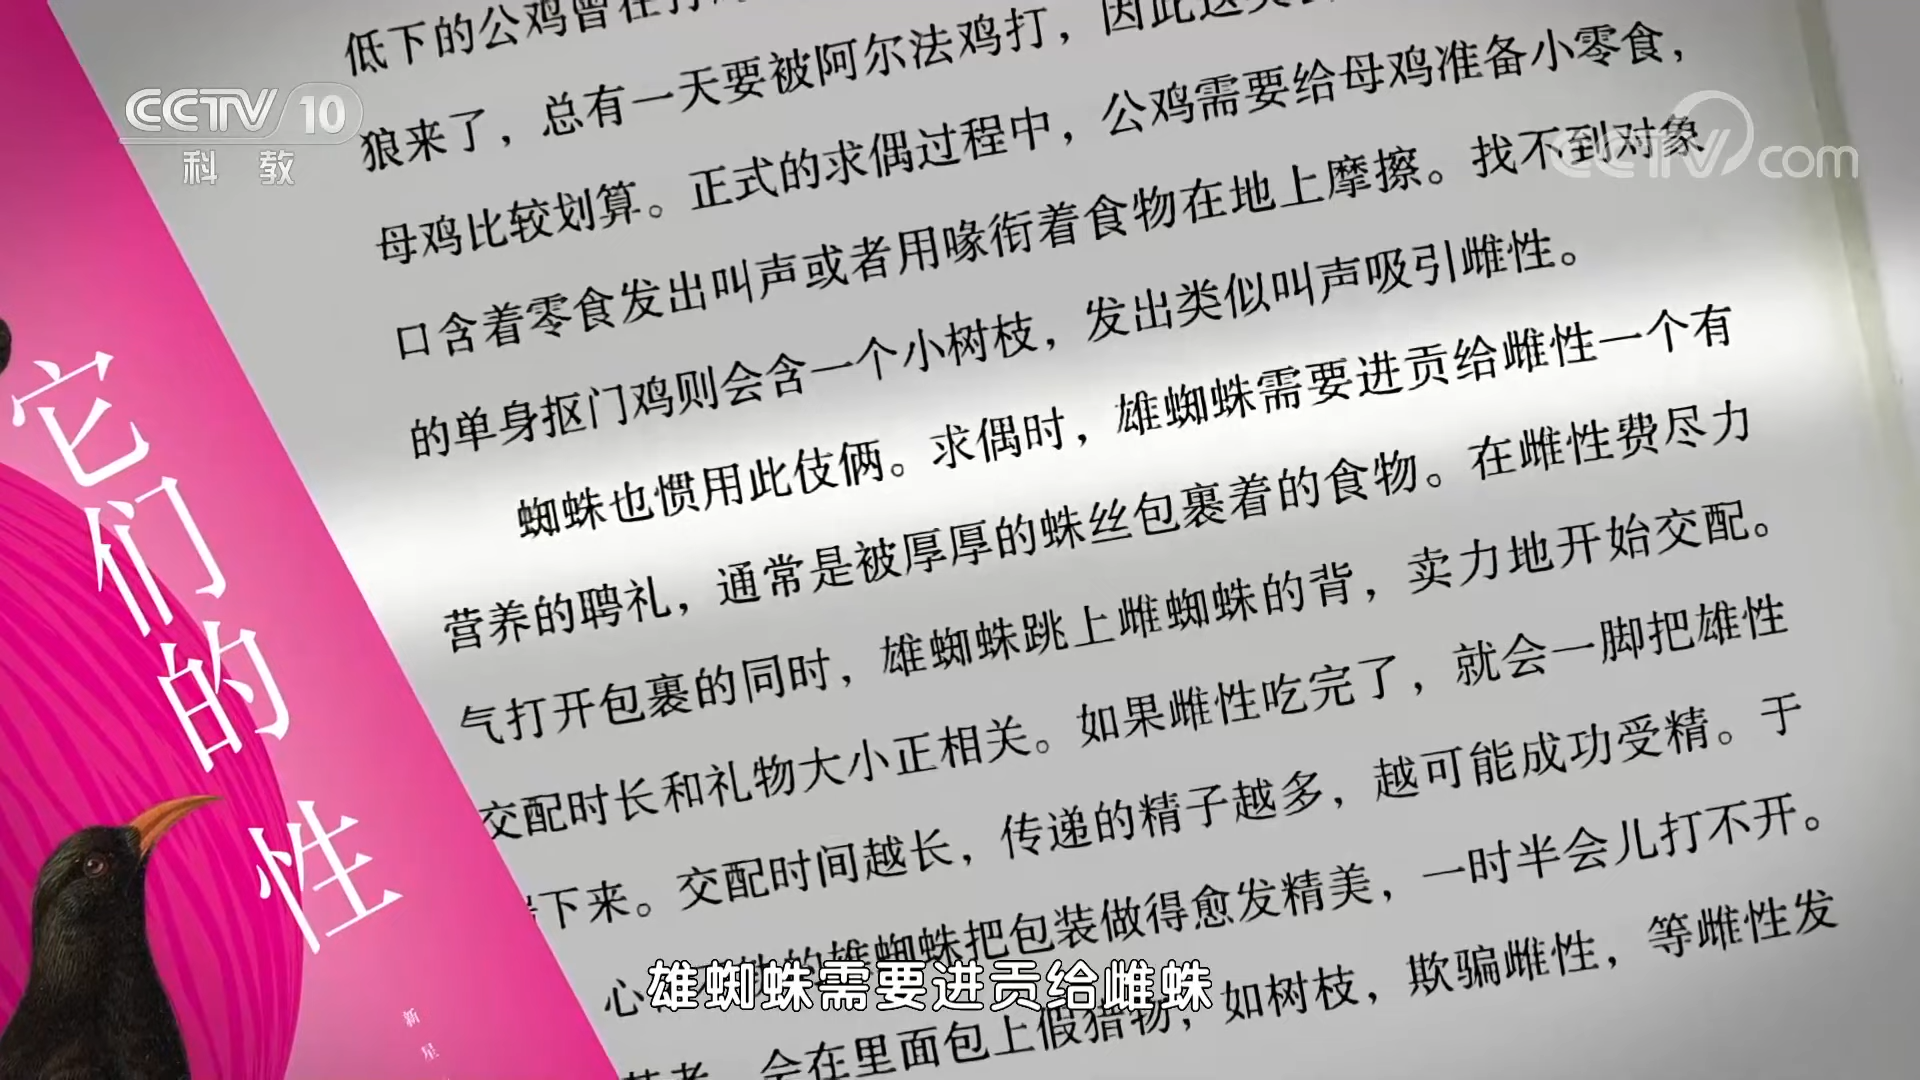 CCTV 10
科教
CCTV com
低下的公鸡曾在打
狼来了，总有一天要被阿尔法鸡打，因此这
母鸡比较划算。正式的求偶过程中，公鸡需要给母鸡准备小零食，
口含着零食发出叫声或者用喙衔着食物在地上摩擦。找不到对象
的单身抠门鸡则会含一个小树枝，发出类似叫声吸引雌性。
蜘蛛也惯用此伎俩。求偶时，雄蜘蛛需要进贡给雌性一个有
营养的聘礼，通常是被厚厚的蛛丝包裹着的食物。在雌性费尽力
气打开包裹的同时，雄蜘蛛跳上雌蜘蛛的背，卖力地开始交配。
交配时长和礼物大小正相关。如果雌性吃完了，就会一脚把雄性
下来。交配时间越长，传递的精子越多，越可能成功受精。于
心 的雄蜘蛛把包装做得愈发精美，一时半会儿打不开。
会在里面包上假猎物，如树枝，欺骗雌性，等雌性发
它们的性
新星
雄蜘蛛需要进贡给雌蛛